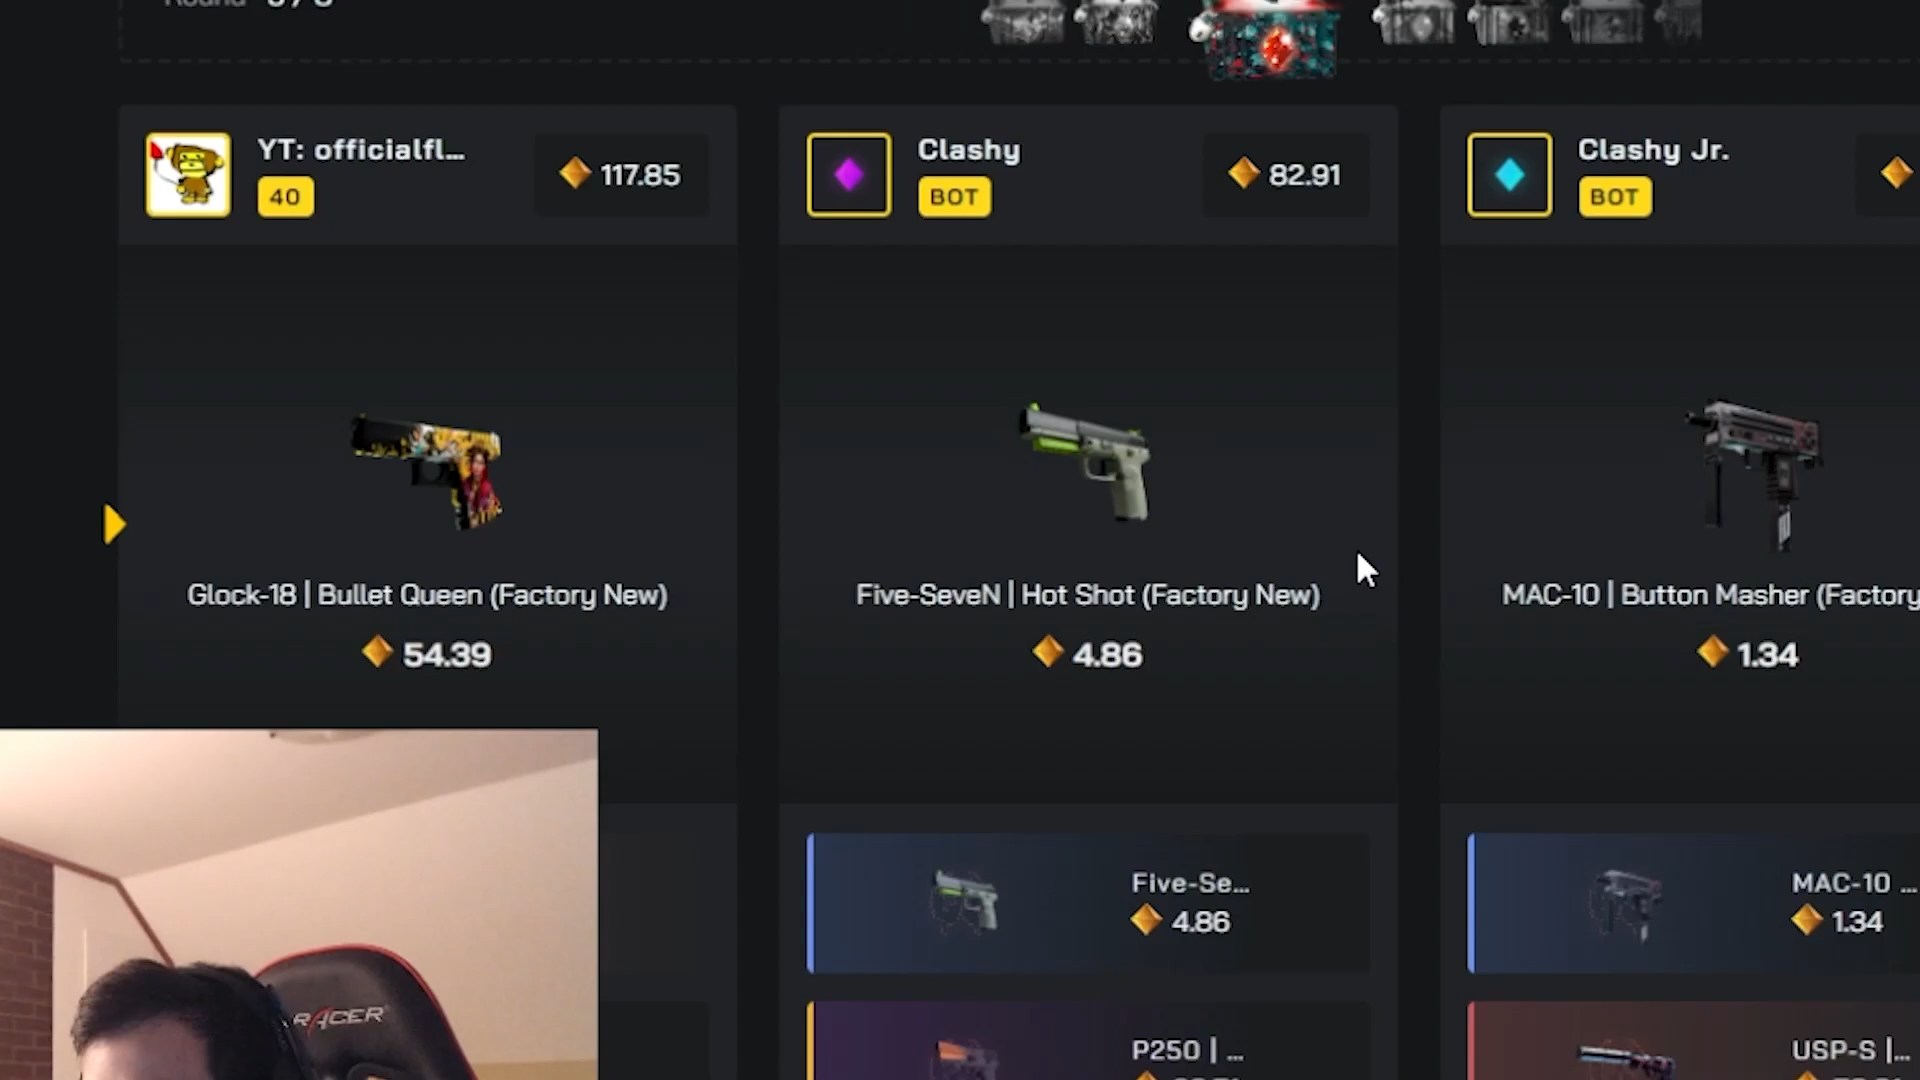 YT: officialfl...
40
117.85
Clashy
BOT
82.91
Clashy Jr.
BOT
Glock-18 | Bullet Queen (Factory New)
54.39
Five-SeveN | Hot Shot (Factory New)
4.86
MAC-10 | Button Masher (Factory
1.34
Five-Se...
4.86
MAC-10 ...
1.34
P250 | ...
USP-S |...
RACER